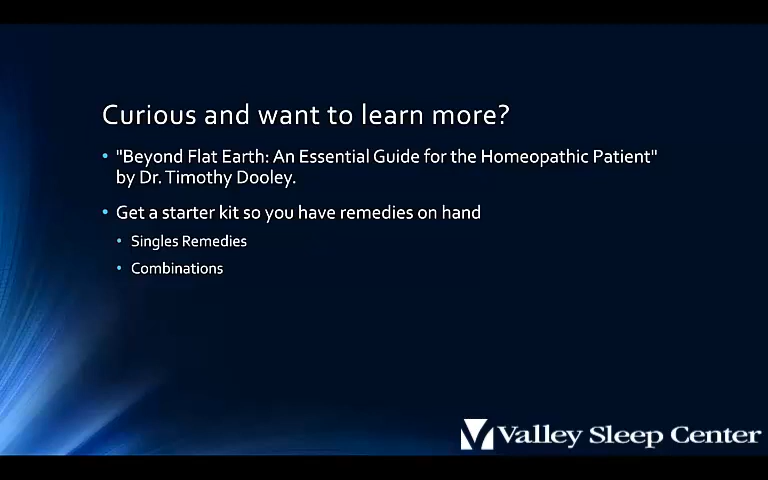 Curious and want to learn more?
• "Beyond Flat Earth: An Essential Guide for the Homeopathic Patient"
by Dr. Timothy Dooley.
• Get a starter kit so you have remedies on hand
• Singles Remedies
• Combinations
Valley Sleep Center